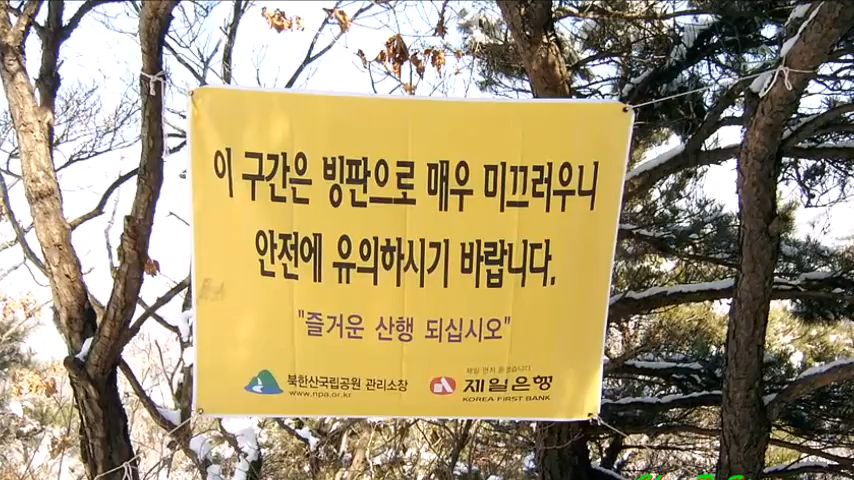 이 구간은 빙판으로 매우 미끄러우니
안전에 유의하시기 바랍니다.
"즐거운 산행 되십시오"
북한산국립공원 관리소장
www.npa.or.kr
제일은행
KOREA FIRST BANK